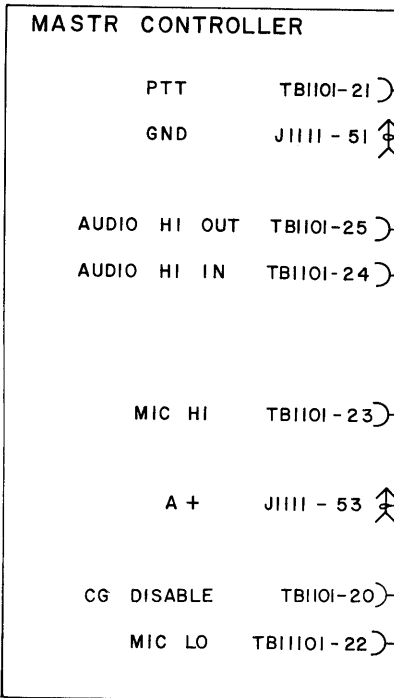 MASTR CONTROLLER
PTT TB1101-21
GND J1111-51
AUDIO HI OUT TB1101-25
AUDIO HI IN TB1101-24
MIC HI TB1101-23
A+ J1111-53
CG DISABLE TB1101-20
MIC LO TB11101-22